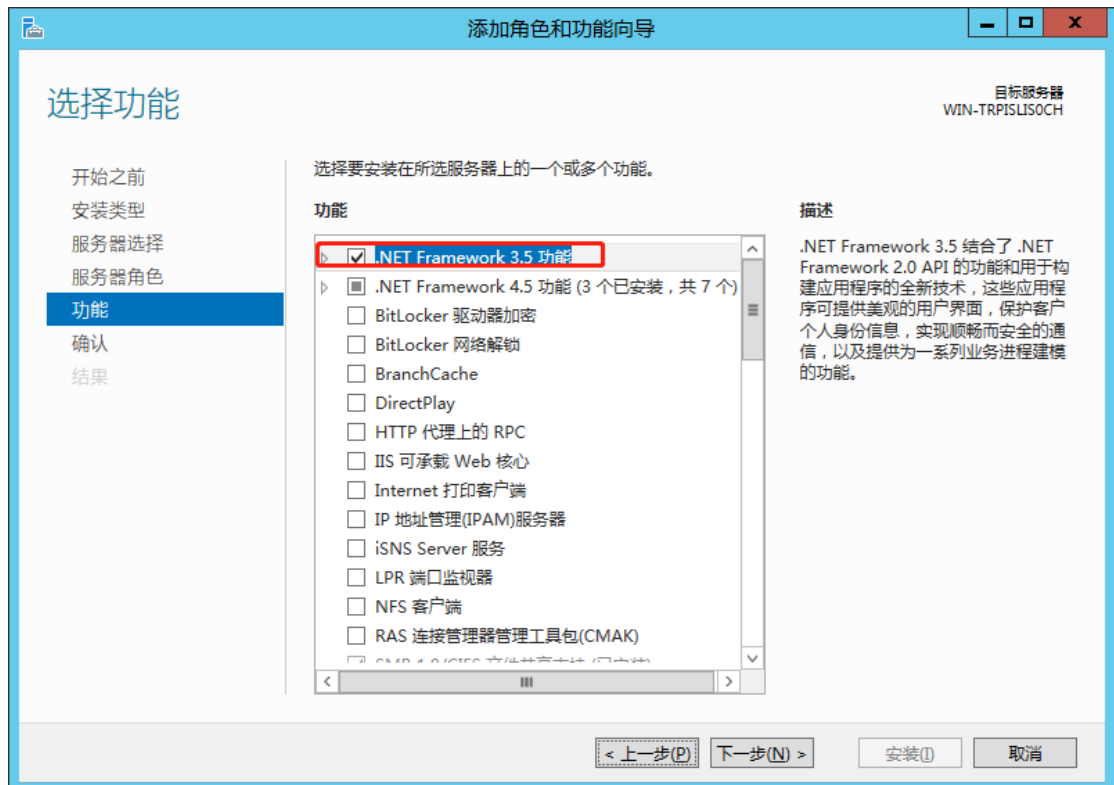 添加角色和功能向导
选择功能
目标服务器
WIN-TRPISLIS0CH
开始之前
安装类型
服务器选择
服务器角色
功能
确认
结果
选择要安装在所选服务器上的一个或多个功能。
功能
.NET Framework 3.5 功能
.NET Framework 4.5 功能 (3 个已安装，共 7 个)
BitLocker 驱动器加密
BitLocker 网络解锁
BranchCache
DirectPlay
HTTP 代理上的 RPC
IIS 可承载 Web 核心
Internet 打印客户端
IP 地址管理(IPAM)服务器
iSNS Server 服务
LPR 端口监视器
NFS 客户端
RAS 连接管理器管理工具包(CMAK)
描述
.NET Framework 3.5 结合了 .NET
Framework 2.0 API 的功能和用于构
建应用程序的全新技术，这些应用程
序可提供美观的用户界面，保护客户
个人身份信息，实现顺畅而安全的通
信，以及提供为一系列业务进程建模
的功能。
< 上一步(P)
下一步(N) >
安装(I)
取消